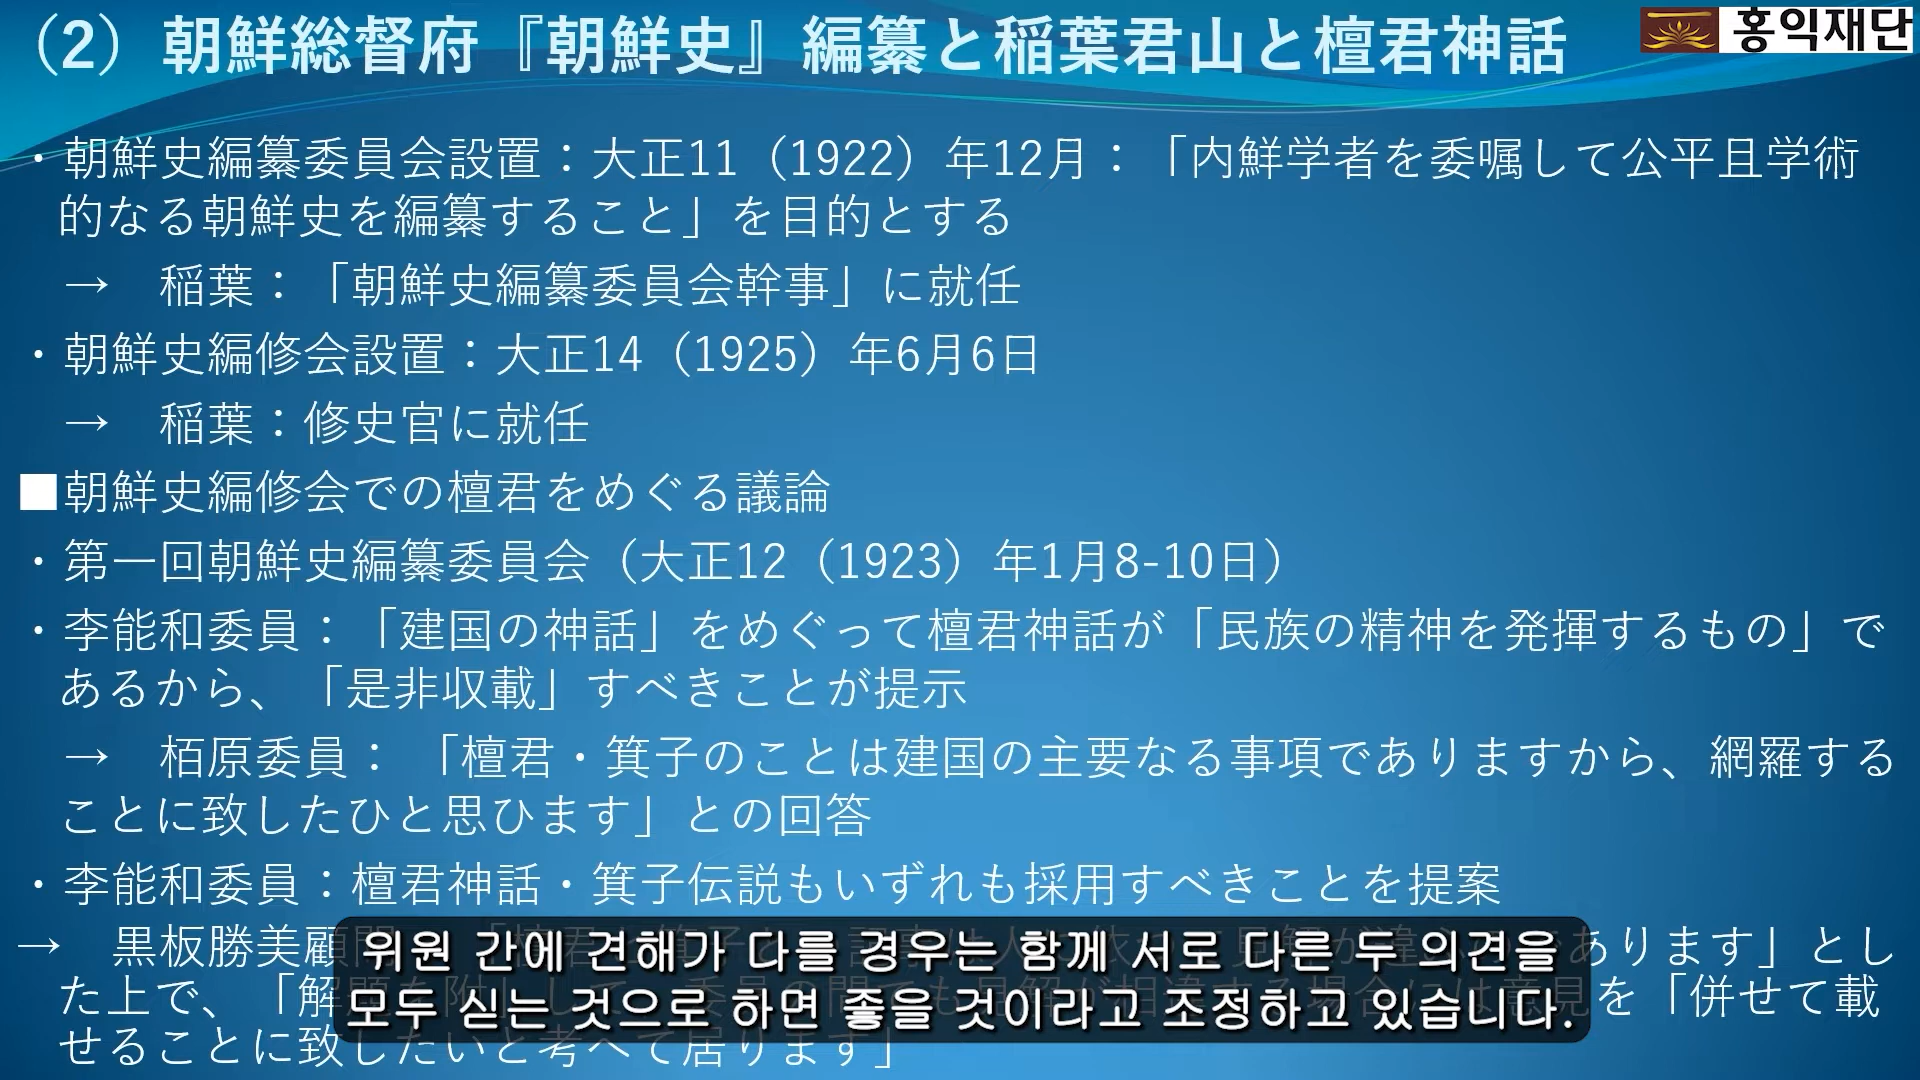 （2）朝鮮総督府『朝鮮史』編纂と稲葉君山と檀君神話
홍익재단
・朝鮮史編纂委員会設置：大正11（1922）年12月：「内鮮学者を委嘱して公平且学術
的なる朝鮮史を編纂すること」を目的とする
→　稲葉：「朝鮮史編纂委員会幹事」に就任
・朝鮮史編修会設置：大正14（1925）年6月6日
→　稲葉：修史官に就任
■朝鮮史編修会での檀君をめぐる議論
・第一回朝鮮史編纂委員会（大正12（1923）年1月8-10日）
・李能和委員：「建国の神話」をめぐって檀君神話が「民族の精神を発揮するもの」で
あるから、「是非収載」すべきことが提示
→　栢原委員：「檀君・箕子のことは建国の主要なる事項でありますから、網羅する
ことに致したひと思ひます」との回答
・李能和委員：檀君神話・箕子伝説もいずれも採用すべきことを提案
→　黒板勝美顧 あります」とし
た上で、「解 意見を「併せて載
せることに致したいと考へて居ります」
위원 간에 견해가 다를 경우는 함께 서로 다른 두 의견을
모두 싣는 것으로 하면 좋을 것이라고 조정하고 있습니다.